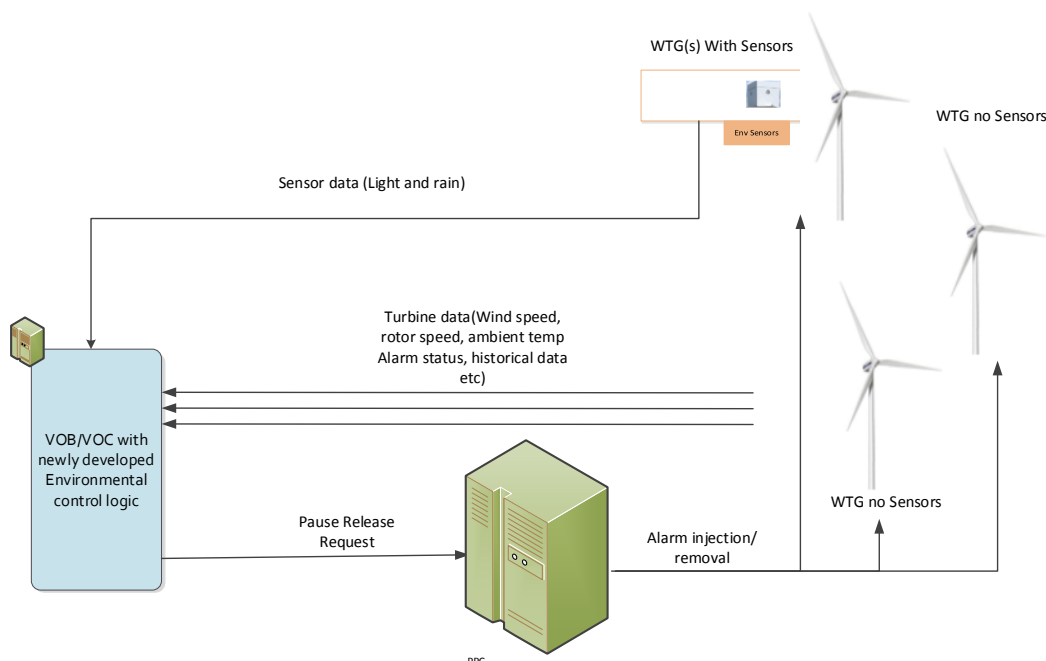 WTG(s) With Sensors
WTG no Sensors
Env Sensors
Sensor data (Light and rain)
Turbine data(Wind speed,
rotor speed, ambient temp
Alarm status, historical data
etc)
VOB/VOC with
newly developed
Environmental
control logic
WTG no Sensors
Pause Release
Request
Alarm injection/
removal